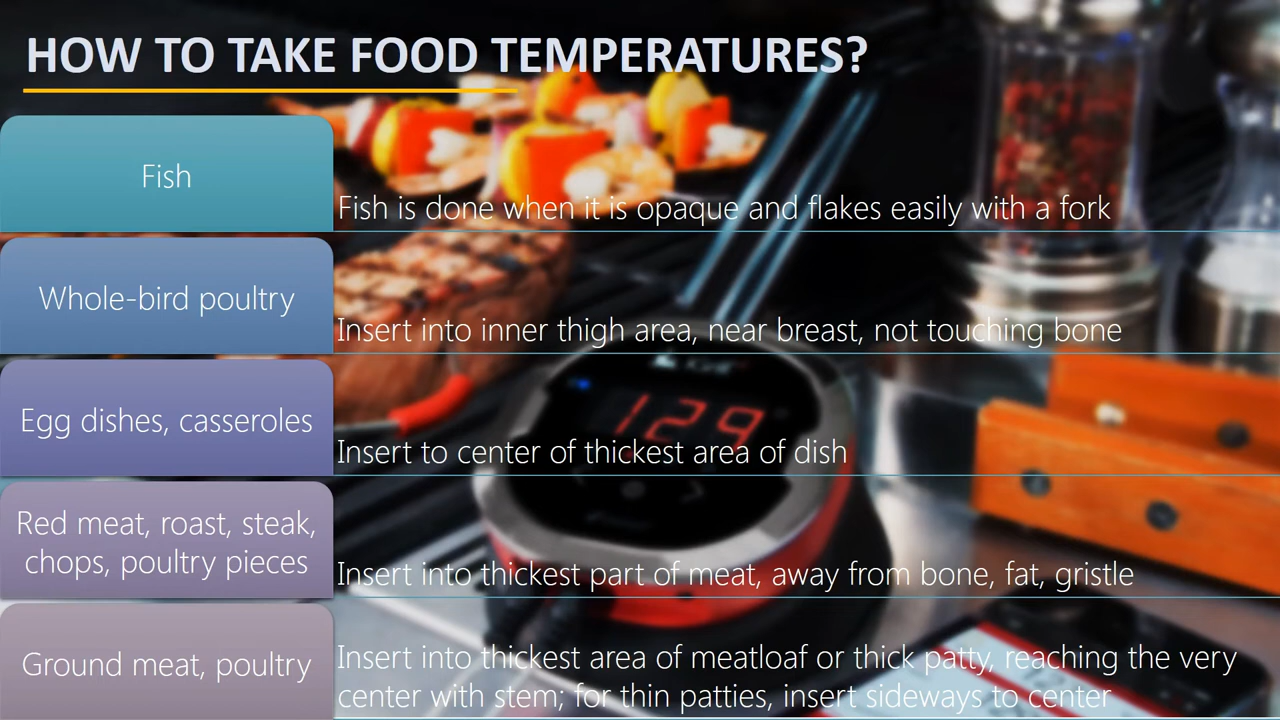 HOW TO TAKE FOOD TEMPERATURES?
Fish
Fish is done when it is opaque and flakes easily with a fork
Whole-bird poultry
Insert into inner thigh area, near breast, not touching bone
129
Egg dishes, casseroles
Insert to center of thickest area of dish
Red meat, roast, steak,
chops, poultry pieces
Insert into thickest part of meat, away from bone, fat, gristle
Ground meat, poultry
Insert into thickest area of meatloaf or thick patty, reaching the very
center with stem; for thin patties, insert sideways to center